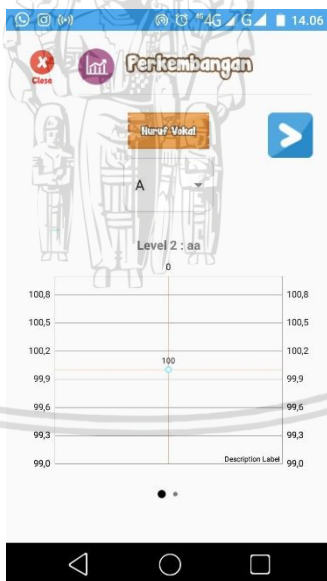 4G G 14.06
Close
Perkembangan
Huruf Vokal
A
Level 2 : aa
0
100,8 100,8
100,5 100,5
100,2 100,2
100
99,9 99,9
99,6 99,6
99,3 99,3
Description Label
99,0 99,0